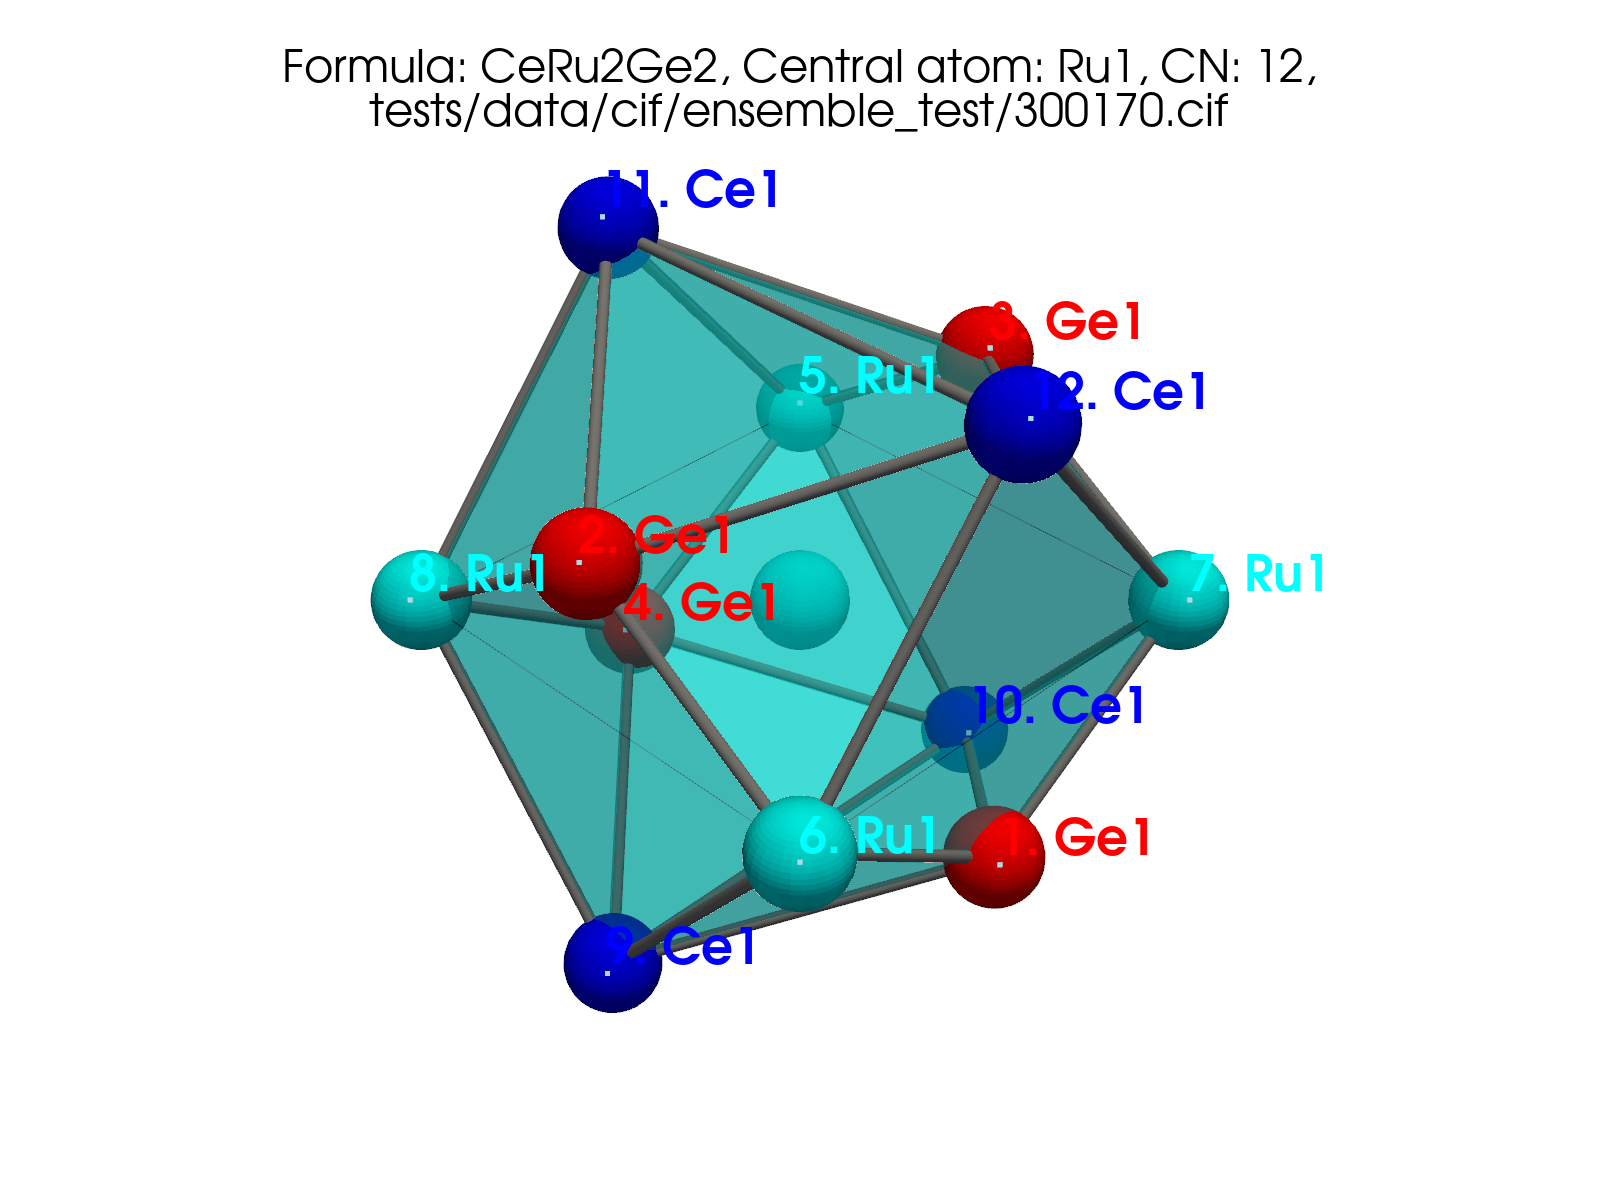 Formula: CeRu2Ge2, Central atom: Ru1, CN: 12,
tests/data/cif/ensemble_test/300170.cif
11. Ce1
3. Ge1
5. Ru1
12. Ce1
2. Ge1
8. Ru1
7. Ru1
4. Ge1
10. Ce1
6. Ru1
1. Ge1
9. Ce1